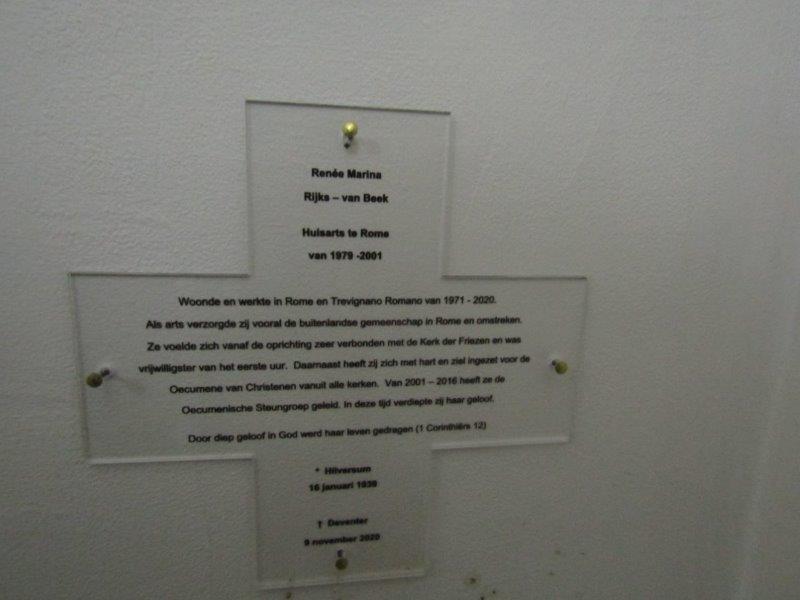 Renée Marina
Rijks – van Beek
Huisarts te Rome
van 1979 -2001
Woonde en werkte in Rome en Trevignano Romano van 1971 - 2020.
Als arts verzorgde zij vooral de buitenlandse gemeenschap in Rome en omstreken.
Ze voelde zich vanaf de oprichting zeer verbonden met de Kerk der Friezen en was
vrijwilligster van het eerste uur. Daarnaast heeft zij zich met hart en ziel ingezet voor de
Oecumene van Christenen vanuit alle kerken. Van 2001 – 2016 heeft ze de
Oecumenische Steungroep geleid. In deze tijd verdiepte zij haar geloof.
Door diep geloof in God werd haar leven gedragen (1 Corinthiërs 12)
* Hilversum
16 januari 1939
† Deventer
9 november 2020